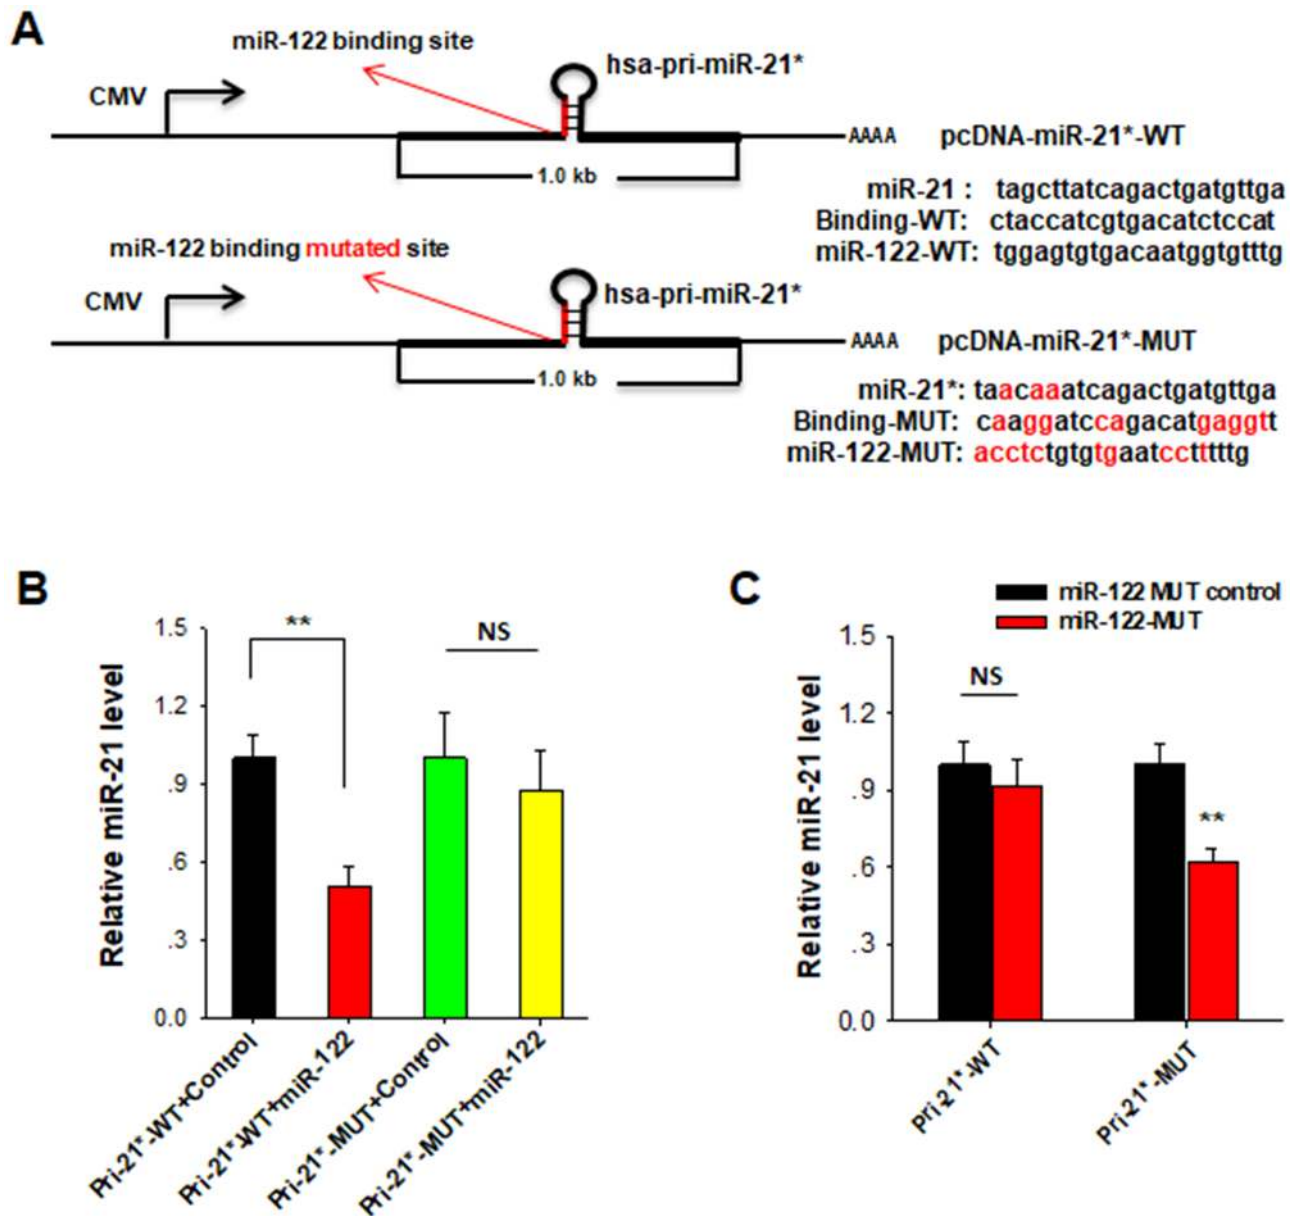 A
miR-122 binding site
hsa-pri-miR-21*
CMV
AAAA pcDNA-miR-21*-WT
1.0 kb
miR-21 : tagcttatcagactgatgttga
Binding-WT: ctaccatcgtgacatctccat
miR-122-WT: tggagtgtgacaatggtgtttg
miR-122 binding mutated site
hsa-pri-miR-21*
CMV
AAAA pcDNA-miR-21*-MUT
1.0 kb
miR-21*: taacaaatcagactgatgttga
Binding-MUT: caaggatccagacatgaggtt
miR-122-MUT: acctctgtgtgaatccttttttg
B
Relative miR-21 level
1.5
1.2
.9
.6
.3
0.0
**
NS
Pri-21*-WT+Control
Pri-21*-WT+miR-122
Pri-21*-MUT+Control
Pri-21*-MUT+miR-122
C
miR-122 MUT control
miR-122-MUT
Relative miR-21 level
1.5
1.2
.9
.6
.3
0.0
NS
**
Pri-21*-WT
Pri-21*-MUT